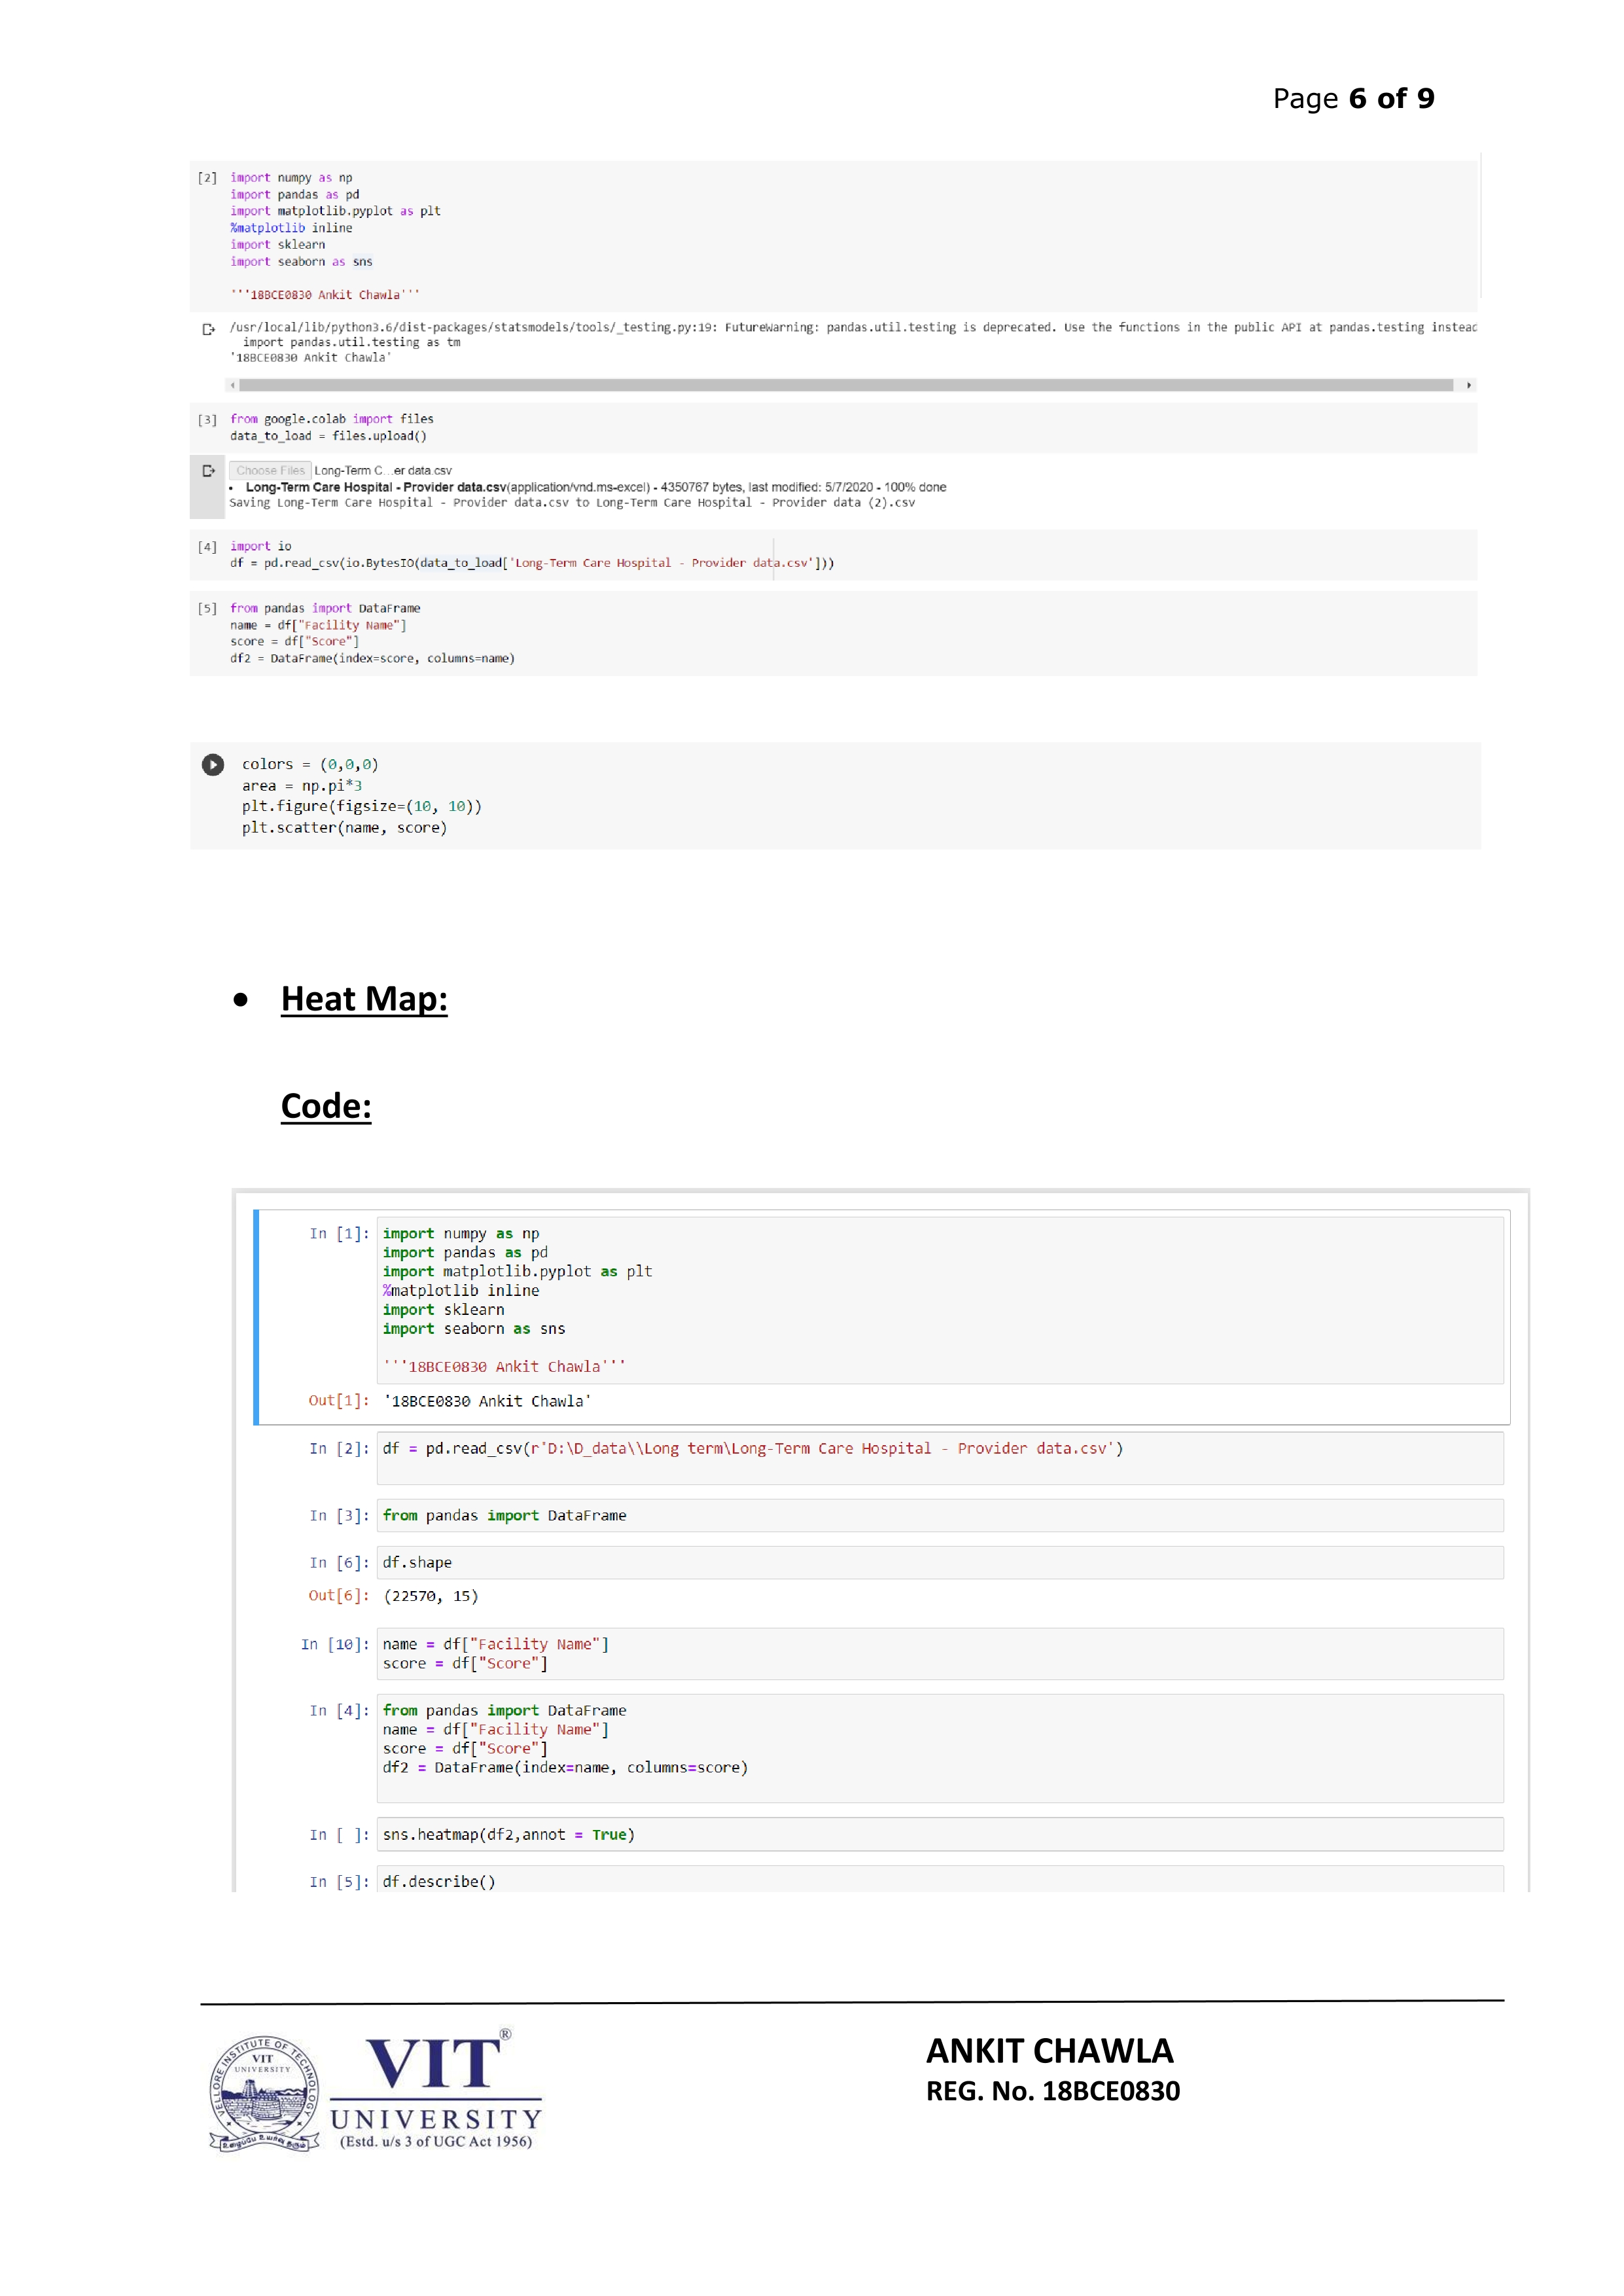 Page 6 of 9
[2] import numpy as np
import pandas as pd
import matplotlib.pyplot as plt
%matplotlib inline
import sklearn
import seaborn as sns
'''18BCE0830 Ankit Chawla'''
/usr/local/lib/python3.6/dist-packages/statsmodels/tools/_testing.py:19: FutureWarning: pandas.util.testing is deprecated. Use the functions in the public API at pandas.testing instead
import pandas.util.testing as tm
'18BCE0830 Ankit Chawla'
[3] from google.colab import files
data_to_load = files.upload()
Choose Files Long-Term C...er data.csv
• Long-Term Care Hospital - Provider data.csv(application/vnd.ms-excel) - 4350767 bytes, last modified: 5/7/2020 - 100% done
Saving Long-Term Care Hospital - Provider data.csv to Long-Term Care Hospital - Provider data (2).csv
[4] import io
df = pd.read_csv(io.BytesIO(data_to_load['Long-Term Care Hospital - Provider data.csv']))
[5] from pandas import DataFrame
name = df["Facility Name"]
score = df["Score"]
df2 = DataFrame(index=score, columns=name)
colors = (0,0,0)
area = np.pi*3
plt.figure(figsize=(10, 10))
plt.scatter(name, score)
• Heat Map:
Code:
In [1]: import numpy as np
import pandas as pd
import matplotlib.pyplot as plt
%matplotlib inline
import sklearn
import seaborn as sns
'''18BCE0830 Ankit Chawla'''
Out[1]: '18BCE0830 Ankit Chawla'
In [2]: df = pd.read_csv(r'D:\D_data\\Long term\Long-Term Care Hospital - Provider data.csv')
In [3]: from pandas import DataFrame
In [6]: df.shape
Out[6]: (22570, 15)
In [10]: name = df["Facility Name"]
score = df["Score"]
In [4]: from pandas import DataFrame
name = df["Facility Name"]
score = df["Score"]
df2 = DataFrame(index=name, columns=score)
In [ ]: sns.heatmap(df2,annot = True)
In [5]: df.describe()
VELLORE INSTITUTE OF TECHNOLOGY
VIT
UNIVERSITY
VIT®
UNIVERSITY
(Estd. u/s 3 of UGC Act 1956)
ANKIT CHAWLA
REG. No. 18BCE0830